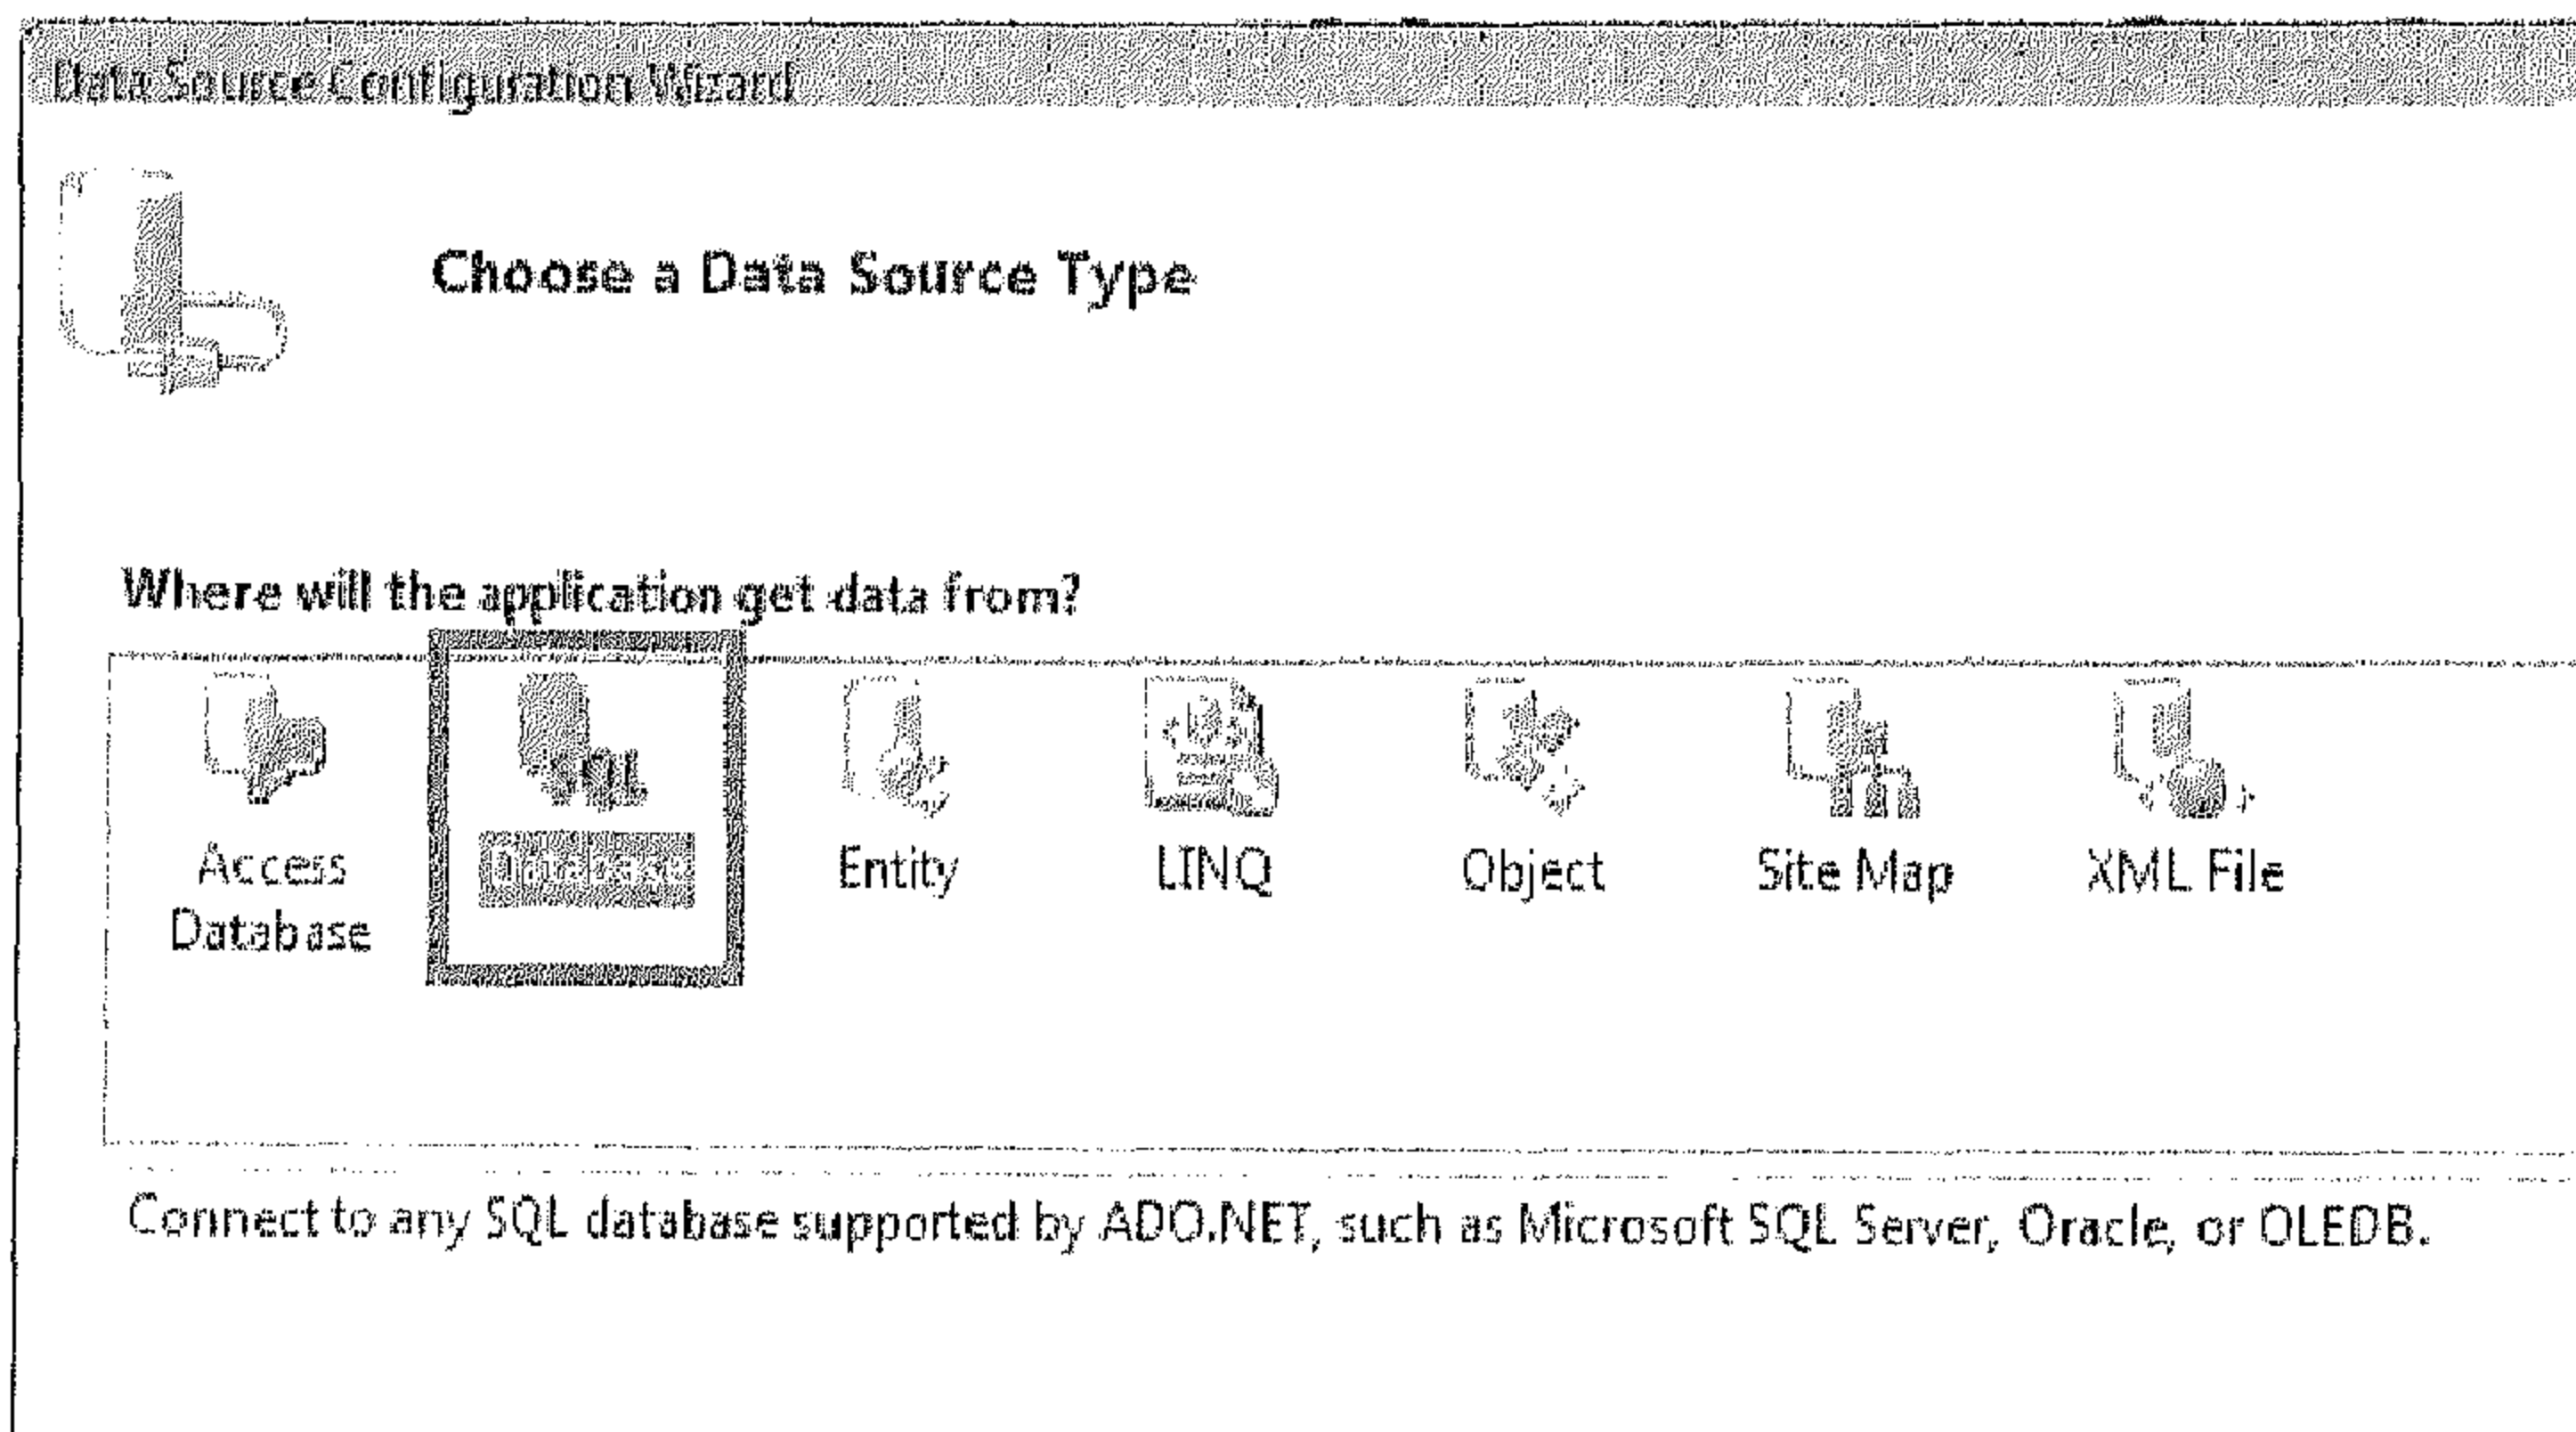 Data Source Configuration Wizard
Choose a Data Source Type
Where will the application get data from?
SQL
Access Database
Database
Entity
LINQ
Object
Site Map
XML File
Connect to any SQL database supported by ADO.NET, such as Microsoft SQL Server, Oracle, or OLEDB.